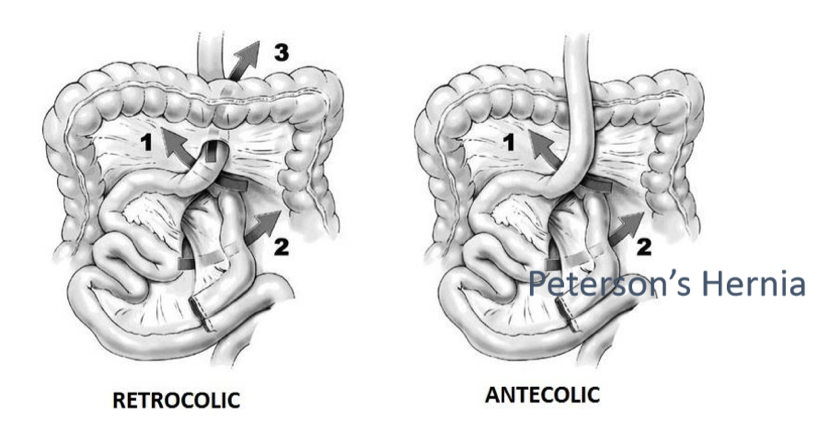 3
1
2
RETROCOLIC
1
2
Peterson's Hernia
ANTECOLIC